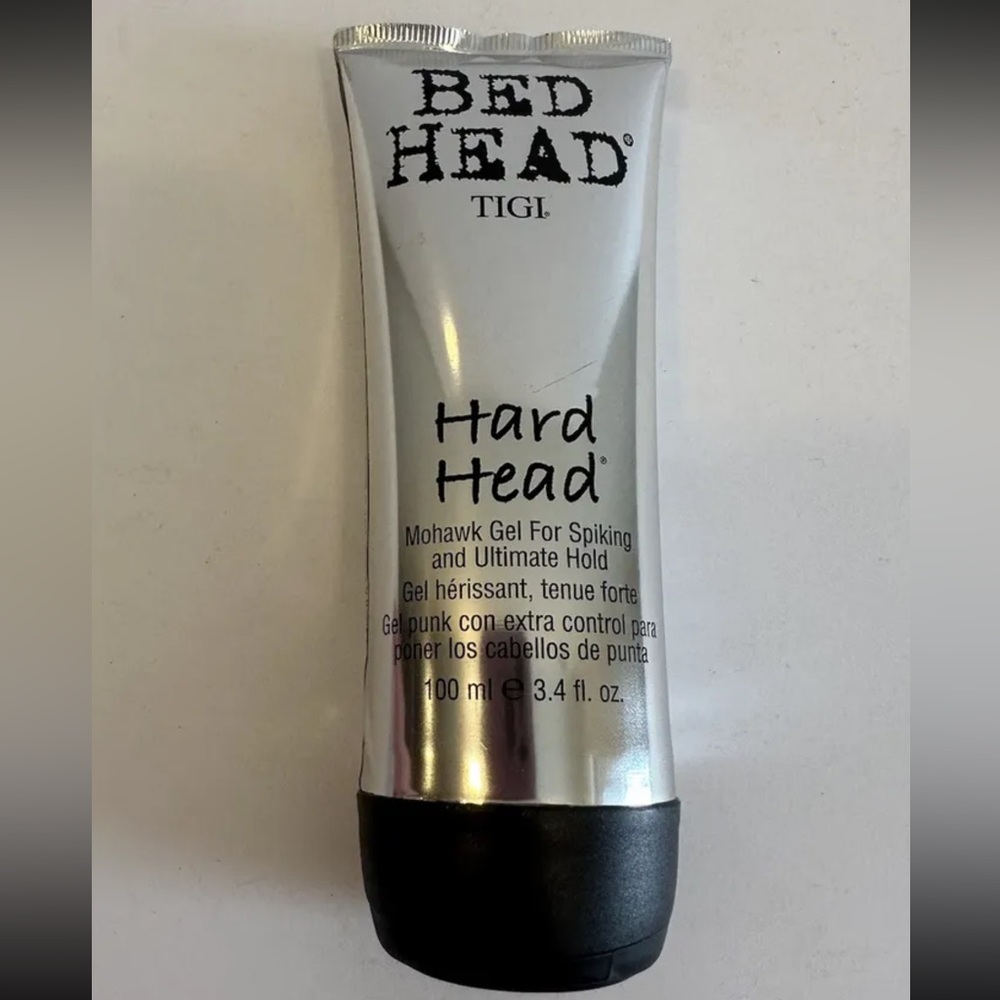 BED
HEAD®
TIGI®
Hard
Head®
Mohawk Gel For Spiking
and Ultimate Hold
Gel hérissant, tenue forte
Gel punk con extra control para
poner los cabellos de punta
100 ml ℮ 3.4 fl. oz.